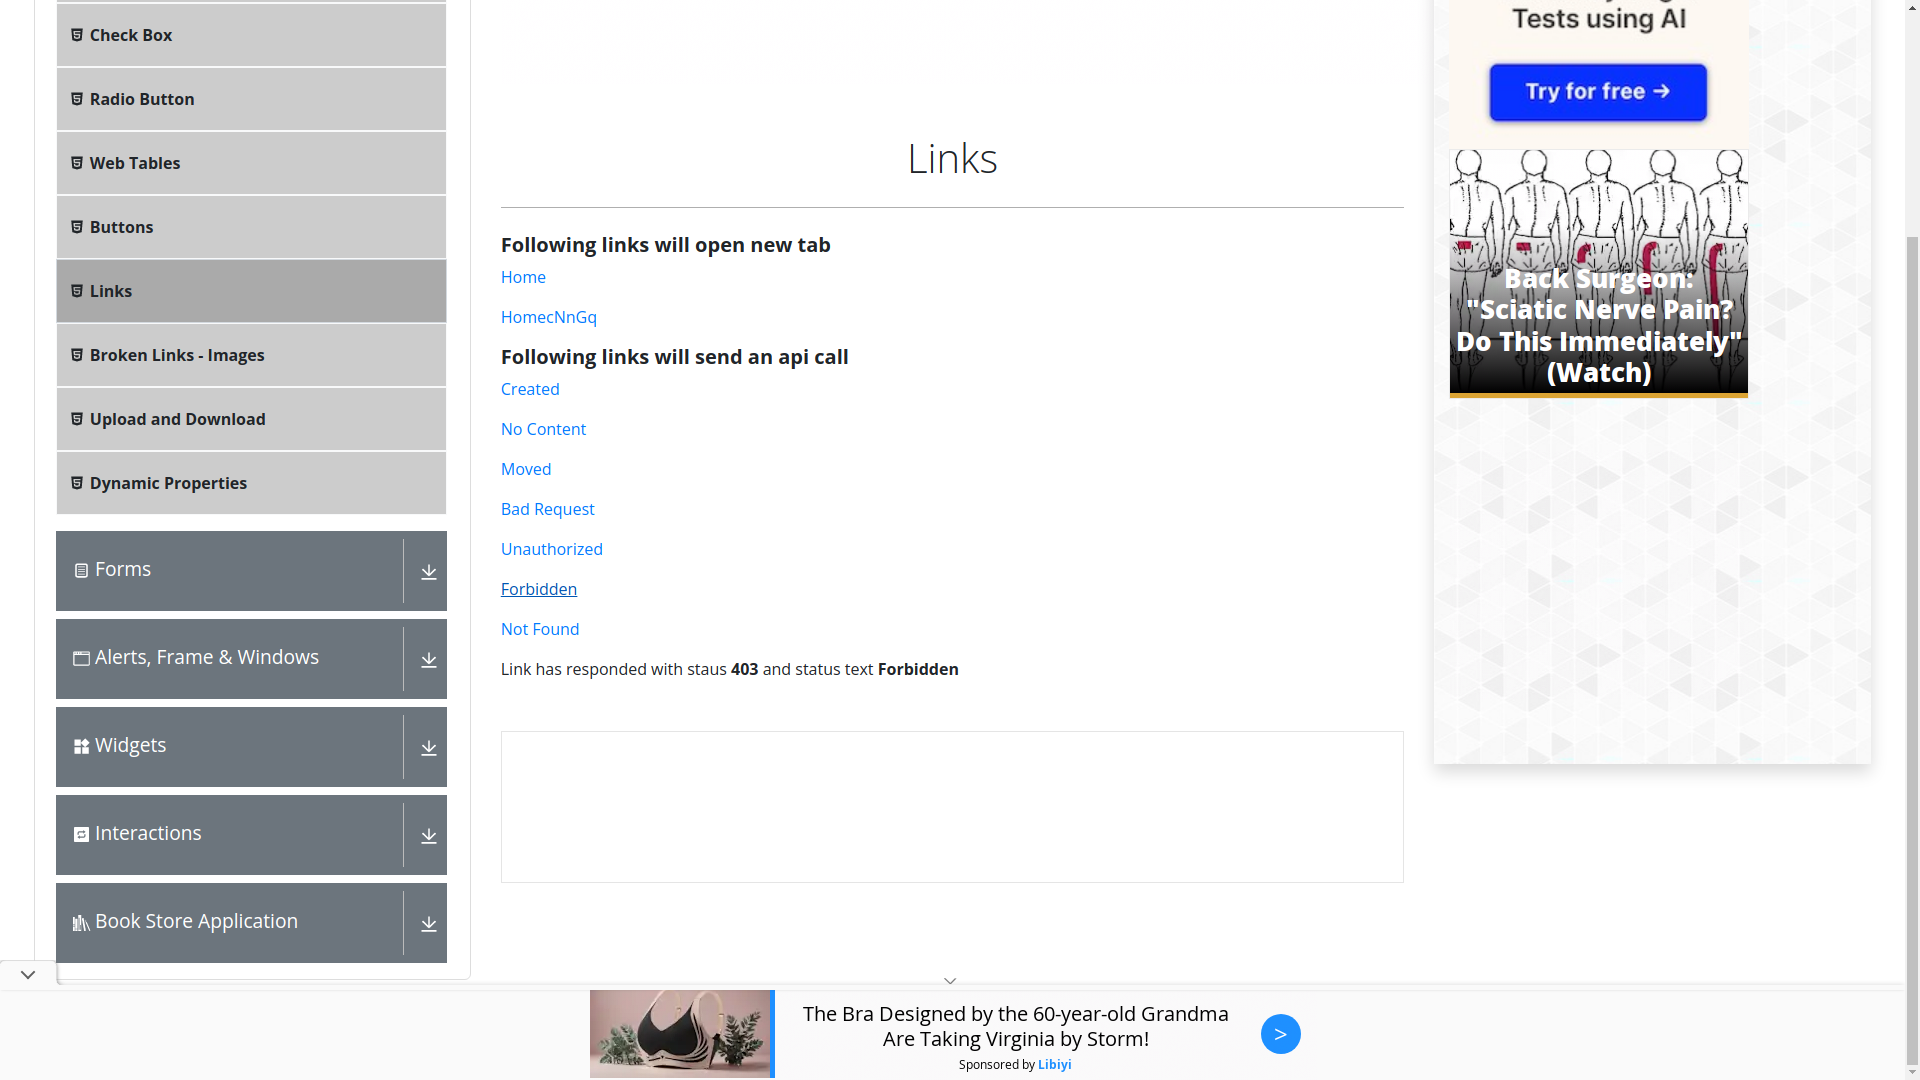 Check Box
Radio Button
Web Tables
Buttons
Links
Broken Links - Images
Upload and Download
Dynamic Properties
Forms
Alerts, Frame & Windows
Widgets
Interactions
Book Store Application
Links
Following links will open new tab
Home
HomecNnGq
Following links will send an api call
Created
No Content
Moved
Bad Request
Unauthorized
Forbidden
Not Found
Link has responded with staus 403 and status text Forbidden
Tests using AI
Try for free →
Back Surgeon:
"Sciatic Nerve Pain?
Do This Immediately"
(Watch)
The Bra Designed by the 60-year-old Grandma
Are Taking Virginia by Storm!
Sponsored by Libiyi
>